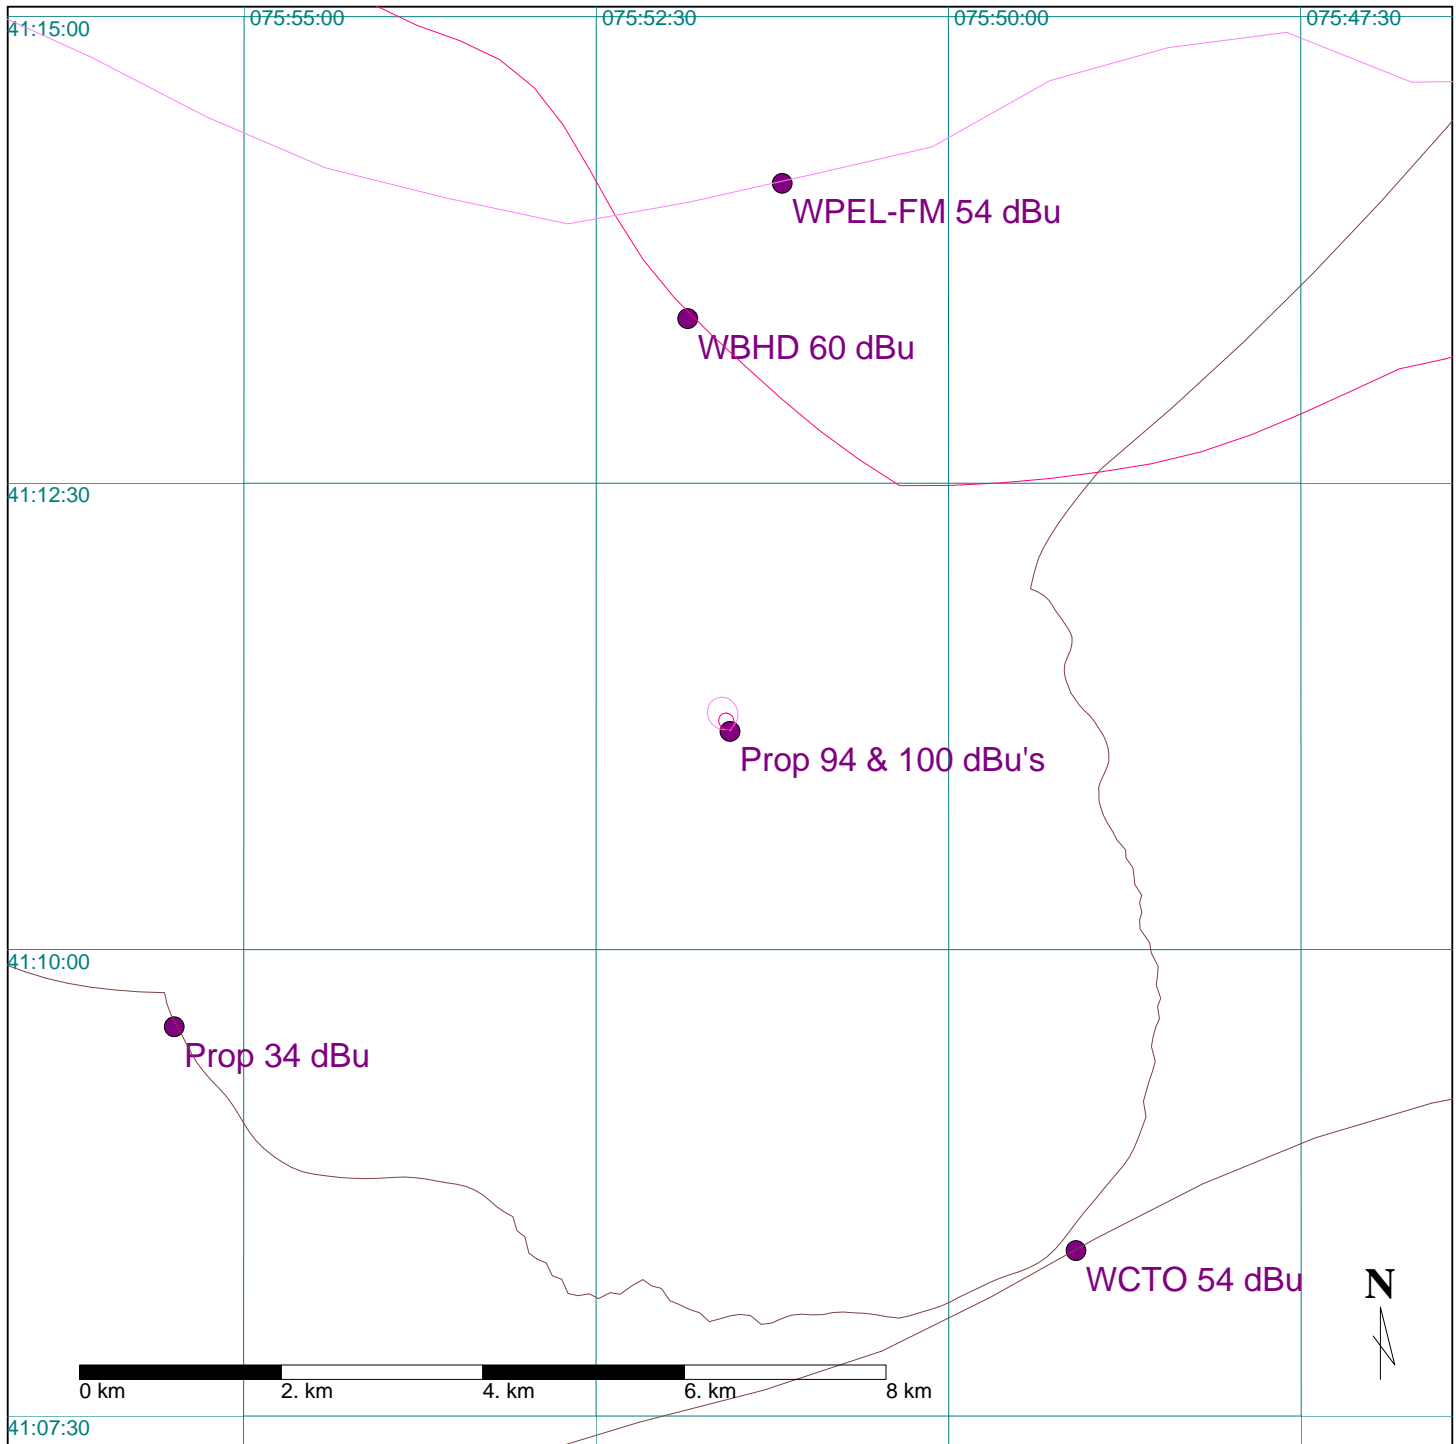 075:55:00
075:52:30
075:50:00
075:47:30
41:15:00
WPEL-FM 54 dBu
WBHD 60 dBu
41:12:30
Prop 94 & 100 dBu's
41:10:00
Prop 34 dBu
WCTO 54 dBu
N
0 km
2. km
4. km
6. km
8 km
41:07:30